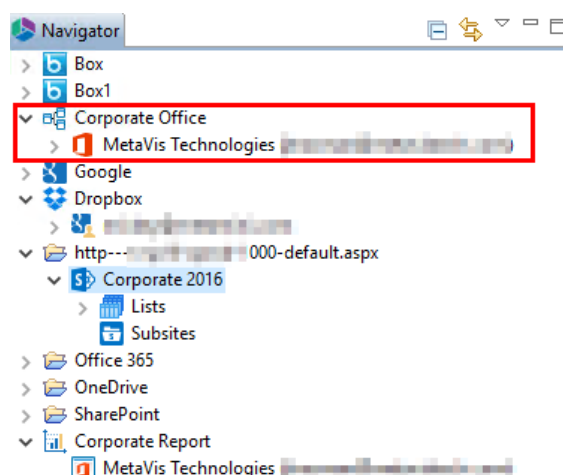 Navigator
Box
Box1
Corporate Office
MetaVis Technologies
Google
Dropbox
http--- 000-default.aspx
Corporate 2016
Lists
Subsites
Office 365
OneDrive
SharePoint
Corporate Report
MetaVis Technologies